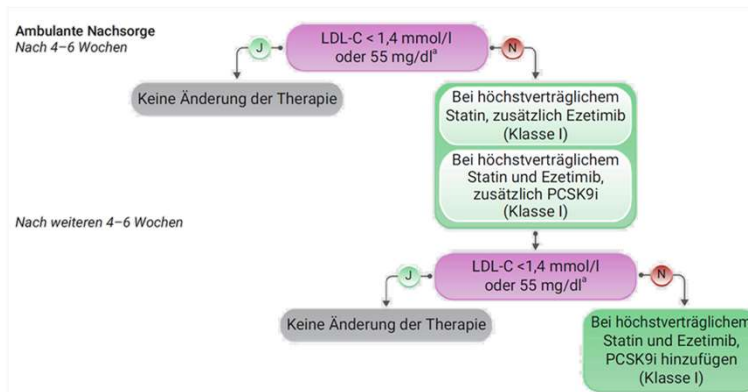 Ambulante Nachsorge
Nach 4–6 Wochen
LDL-C < 1,4 mmol/l
oder 55 mg/dlª
J
N
Keine Änderung der Therapie
Bei höchstverträglichem
Statin, zusätzlich Ezetimib
(Klasse I)
Bei höchstverträglichem
Statin und Ezetimib,
zusätzlich PCSK9i
(Klasse I)
Nach weiteren 4–6 Wochen
LDL-C <1,4 mmol/l
oder 55 mg/dlª
J
N
Keine Änderung der Therapie
Bei höchstverträglichem
Statin und Ezetimib,
PCSK9i hinzufügen
(Klasse I)